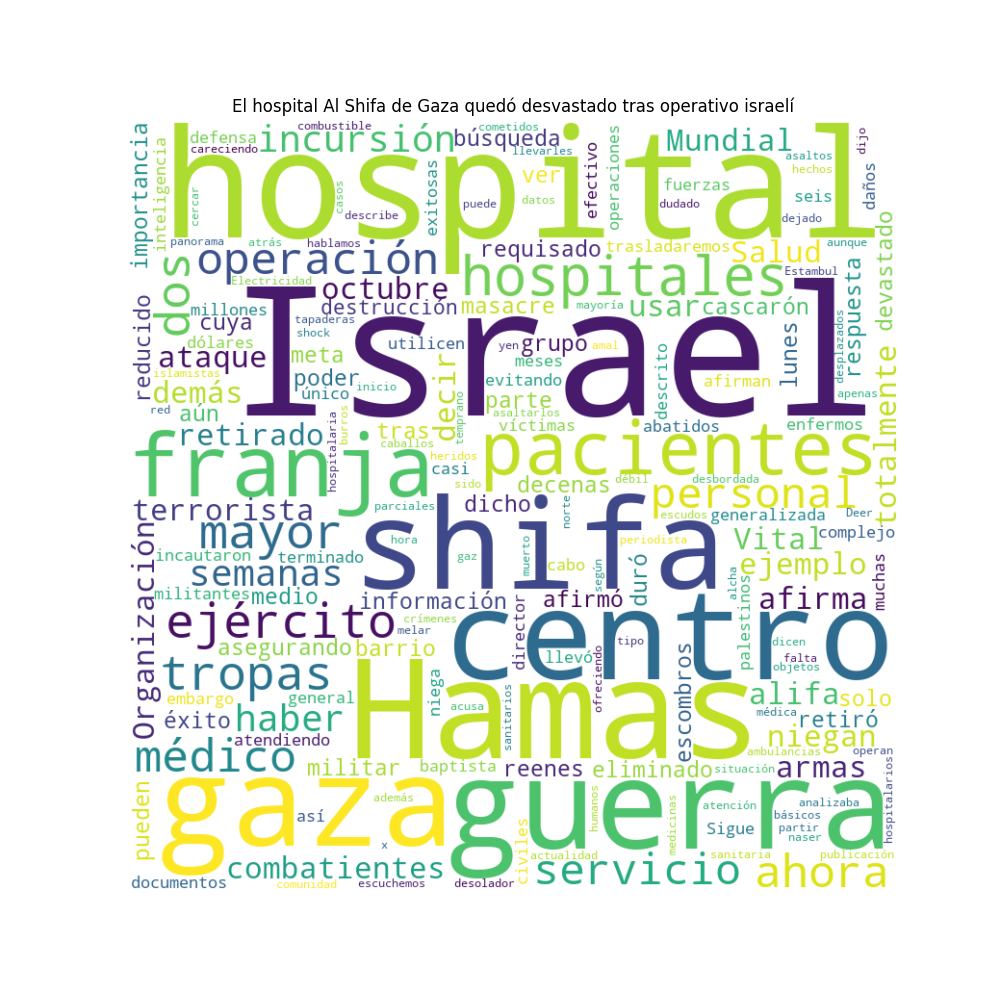 El hospital Al Shifa de Gaza quedó desvastado tras operativo israelí
importancia
inteligencia
defensa
careciendo
cercar
combustible
incursión
casos
describe
búsqueda
cometidos
llevarles
exitosas
puede
ver
datos
efectivo
operaciones
Mundial
fuerzas
dudado
asaltos
hechos
seis
dejado
dijo
daños
hospital
panorama
atrás
hablamos
operación
Electricidad
requisado
trasladaremos
Salud
aunque
dos
octubre
hospitales
Estambul
respuesta
totalmente
devastado
reducido
millones
cuya
dólares
destrucción
tapaderas
shock
masacre
mayoría
usar
cascarón
Israel
utilicen
yen
grupo
amal
lunes
desplazados
ataque
meta
meses
islamistas
poder
único
inicio
decir
evitando
afirman
descrito
apenas
demás
parte
red
aún
burros
asaltarlos
temprano
víctimas
abatidos
enfermos
retirado
tras
caballos
hospitalaria
heridos
casi
pacientes
franja
sido
decenas
débil
desbordada
personal
terrorista
parciales
dicho
norte
escudos
generalizada
Deer
mayor
hora
shifa
periodista
Vital
complejo
incautaron
terminado
gaz
muerto
cabo
según
ejemplo
semanas
militantes
medio
información
afirmó
duró
alcha
palestinos
afirma
muchas
Organización
ejército
crímenes
melar
director
tipo
dicen
asegurando
barrio
centro
llevó
falta
objetos
tropas
ofreciendo
escombros
embargo
general
niega
acusa
Hamas
sanitarios
alifa
solo
éxito
haber
médica
retiró
atendiendo
niegan
médico
ambulancias
operan
militar
baptista
reenes
eliminado
situación
armas
hospitalarios
pueden
gaza
además
guerra
humanos
medicinas
atención
analizaba
básicos
así
Sigue
partir
naser
x
civiles
actualidad
sanitaria
publicación
combatientes
servicio
ahora
documentos
comunidad
escuchemos
desolador